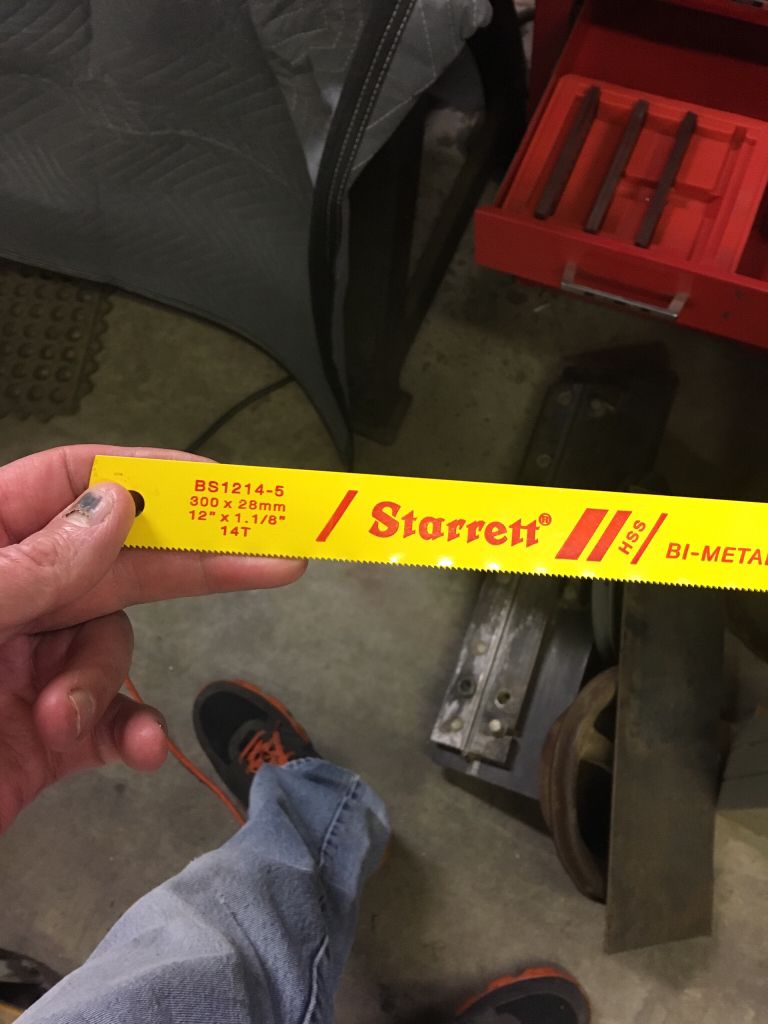 BS1214-5
300 x 28mm
12" x 1.1/8"
14T
Starrett®
HSS
BI-METAL